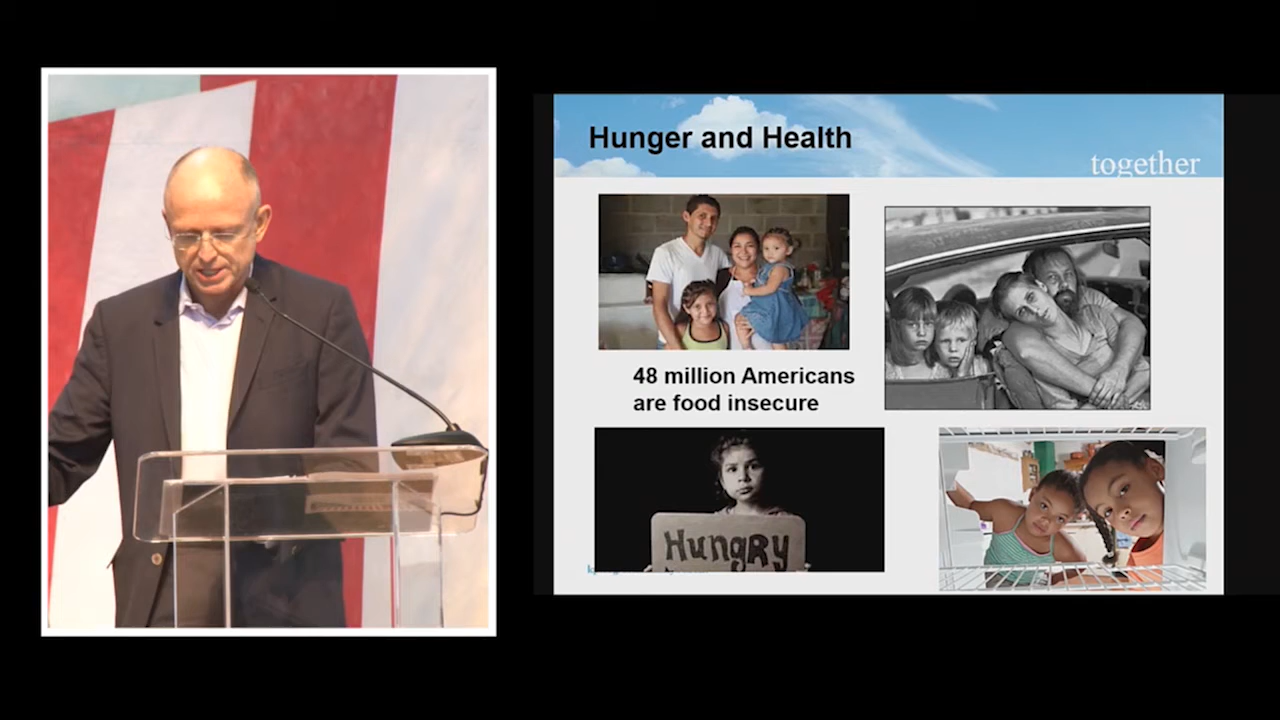 Hunger and Health
together
48 million Americans
are food insecure
HungRy